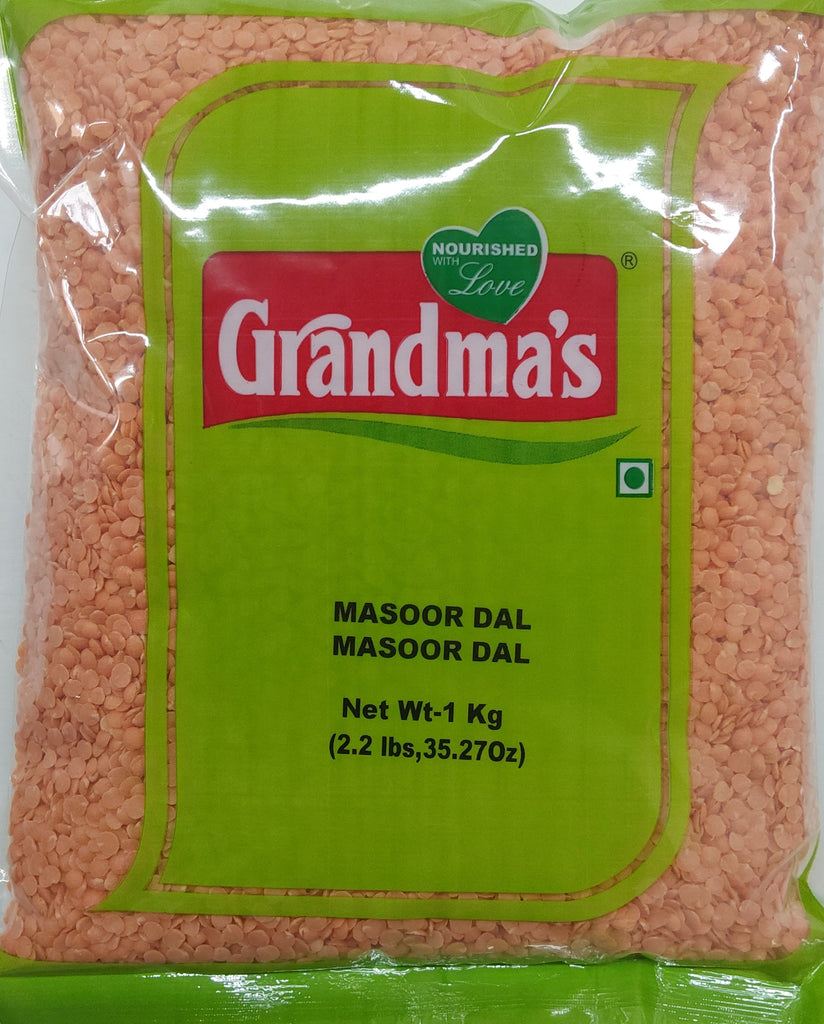 NOURISHED
WITH
Love
Grandma's ®
MASOOR DAL
MASOOR DAL
Net Wt-1 Kg
(2.2 lbs,35.27Oz)